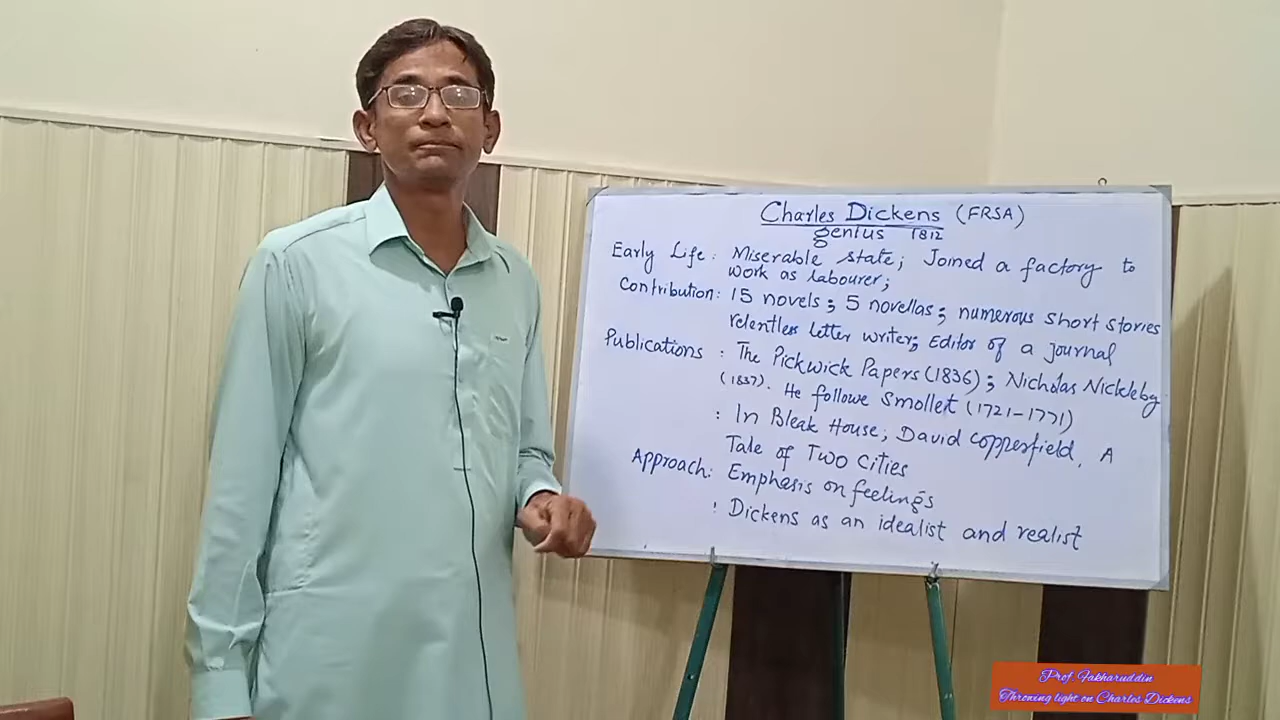 Charles Dickens (FRSA)
genius 1812
Early Life: Miserable state; Joined a factory to
work as labourer;
Contribution: 15 novels; 5 novellas; numerous short stories
relentless letter writer; Editor of a journal
Publications : The Pickwick Papers (1836); Nicholas Nickleby
(1837). He followe Smollet (1721-1771)
: In Bleak House; David Copperfield, A
Tale of Two Cities
Approach: Emphasis on feelings
: Dickens as an idealist and realist
Prof. Fakharuddin
Throwing light on Charles Dickens